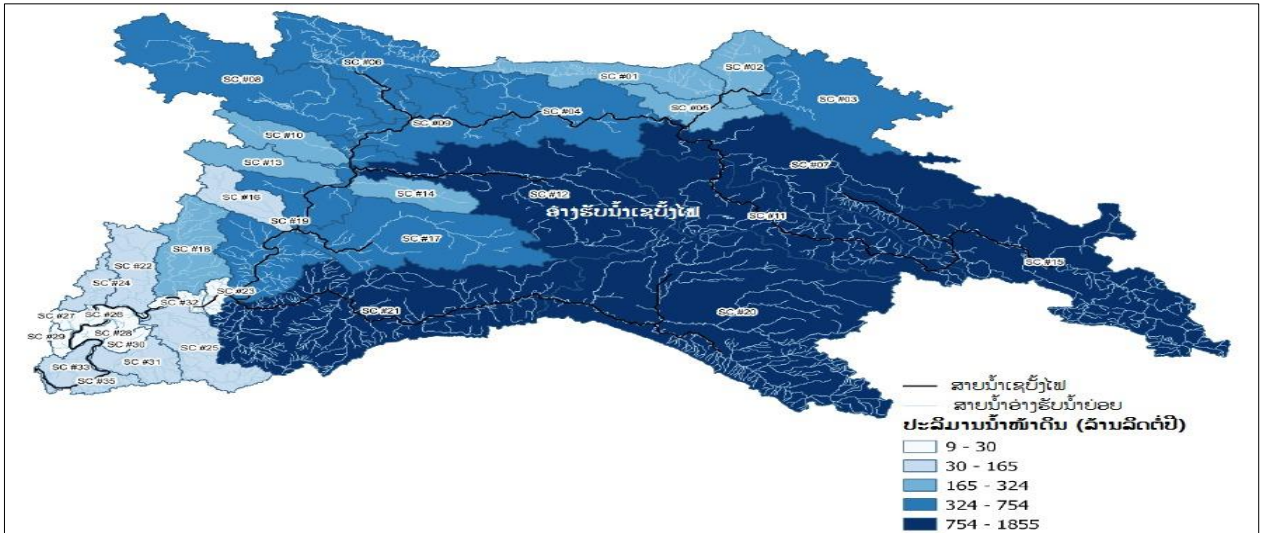 SC #06
SC #08
SC #01
SC #02
SC #03
SC #05
SC #04
SC #09
SC #10
SC #13
SC #07
SC #14
SC #12
SC #16
ອ່າງຮັບນ້ຳເຊບັ້ງໄຟ
SC #11
SC #19
SC #17
SC #18
SC #15
SC #22
SC #24
SC #23
SC #32
SC #21
SC #20
SC #27
SC #26
SC #29
SC #28
SC #30
SC #25
SC #31
SC #33
SC #35
ສາຍນ້ຳເຊບັ້ງໄຟ
ສາຍນ້ຳອ່າງຮັບນ້ຳຍ່ອຍ
ປະລິມານນ້ຳໜ້າດິນ (ລ້ານລິດຕໍ່ປີ)
9 - 30
30 - 165
165 - 324
324 - 754
754 - 1855